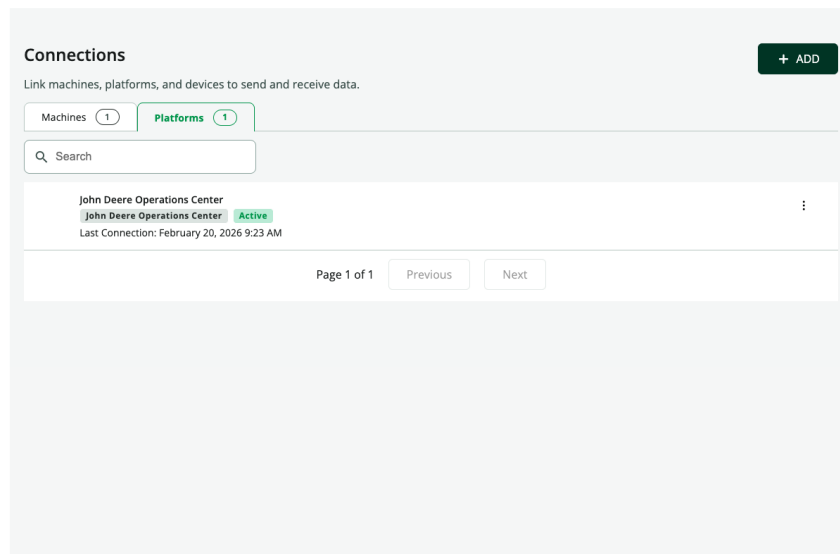 Connections
+ ADD
Link machines, platforms, and devices to send and receive data.
Machines 1
Platforms 1
Search
John Deere Operations Center
John Deere Operations Center Active
Last Connection: February 20, 2026 9:23 AM
Page 1 of 1 Previous Next